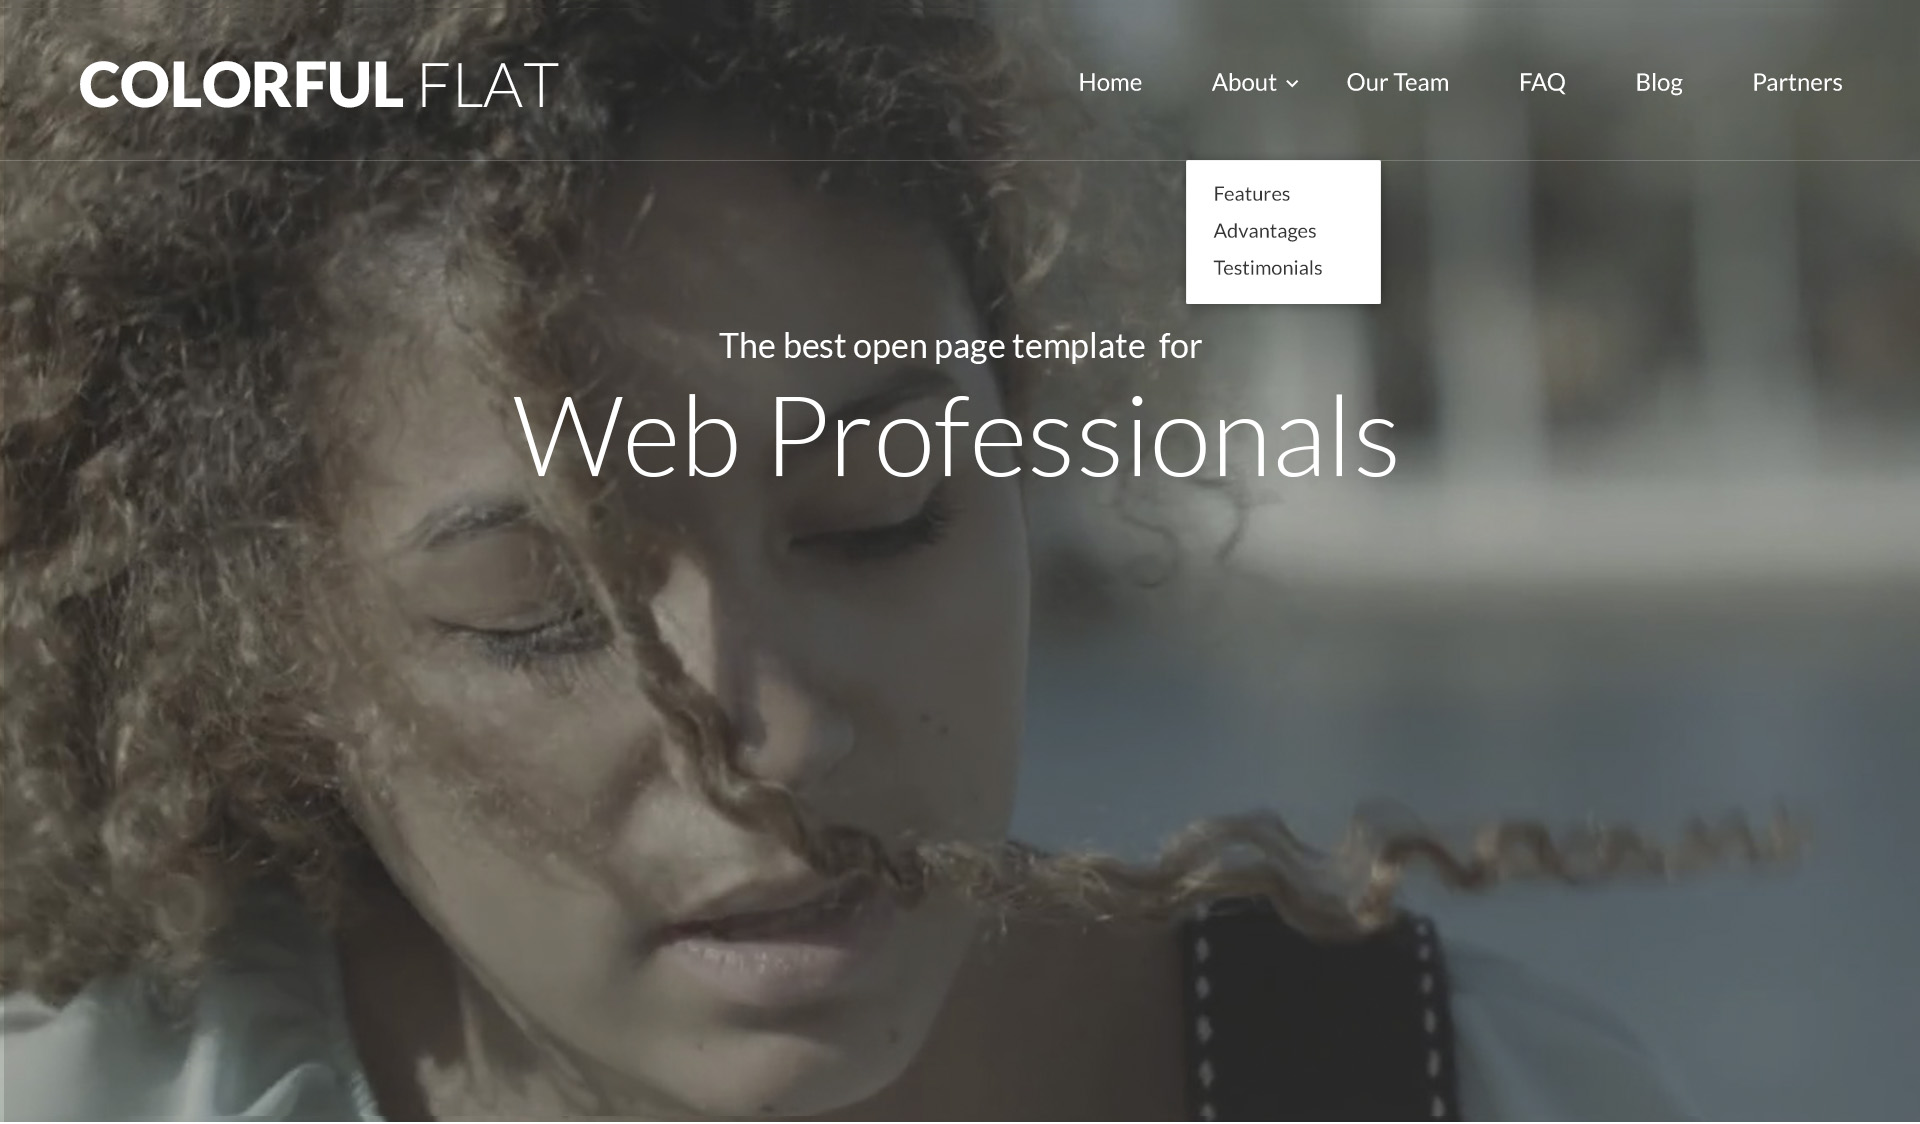 COLORFUL FLAT
Home About Our Team FAQ Blog Partners
Features
Advantages
Testimonials
The best open page template for
Web Professionals